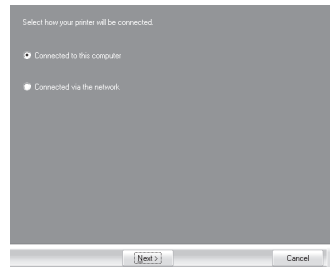 Select how your printer will be connected.
Connected to this computer
Connected via the network
Next >
Cancel